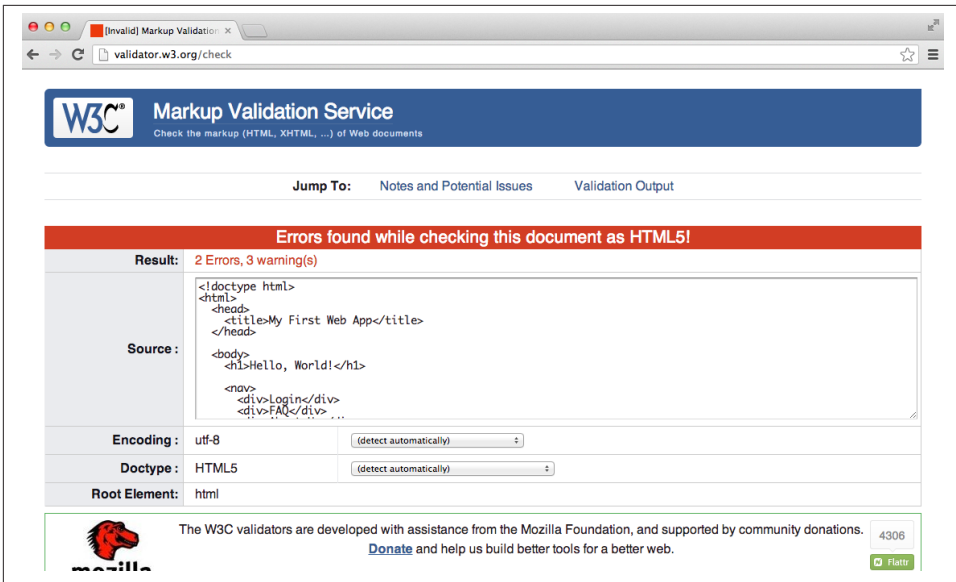 [Invalid] Markup Validation
validator.w3.org/check
W3C®
Markup Validation Service
Check the markup (HTML, XHTML, ...) of Web documents
Jump To: Notes and Potential Issues Validation Output
Errors found while checking this document as HTML5!
Result: 2 Errors, 3 warning(s)
Source :
<!doctype html>
<html>
<head>
<title>My First Web App</title>
</head>
<body>
<h1>Hello, World!</h1>
<nav>
<div>Login</div>
<div>FAQ</div>
Encoding : utf-8 (detect automatically)
Doctype : HTML5 (detect automatically)
Root Element: html
mozilla
The W3C validators are developed with assistance from the Mozilla Foundation, and supported by community donations.
Donate and help us build better tools for a better web.
4306
Flattr